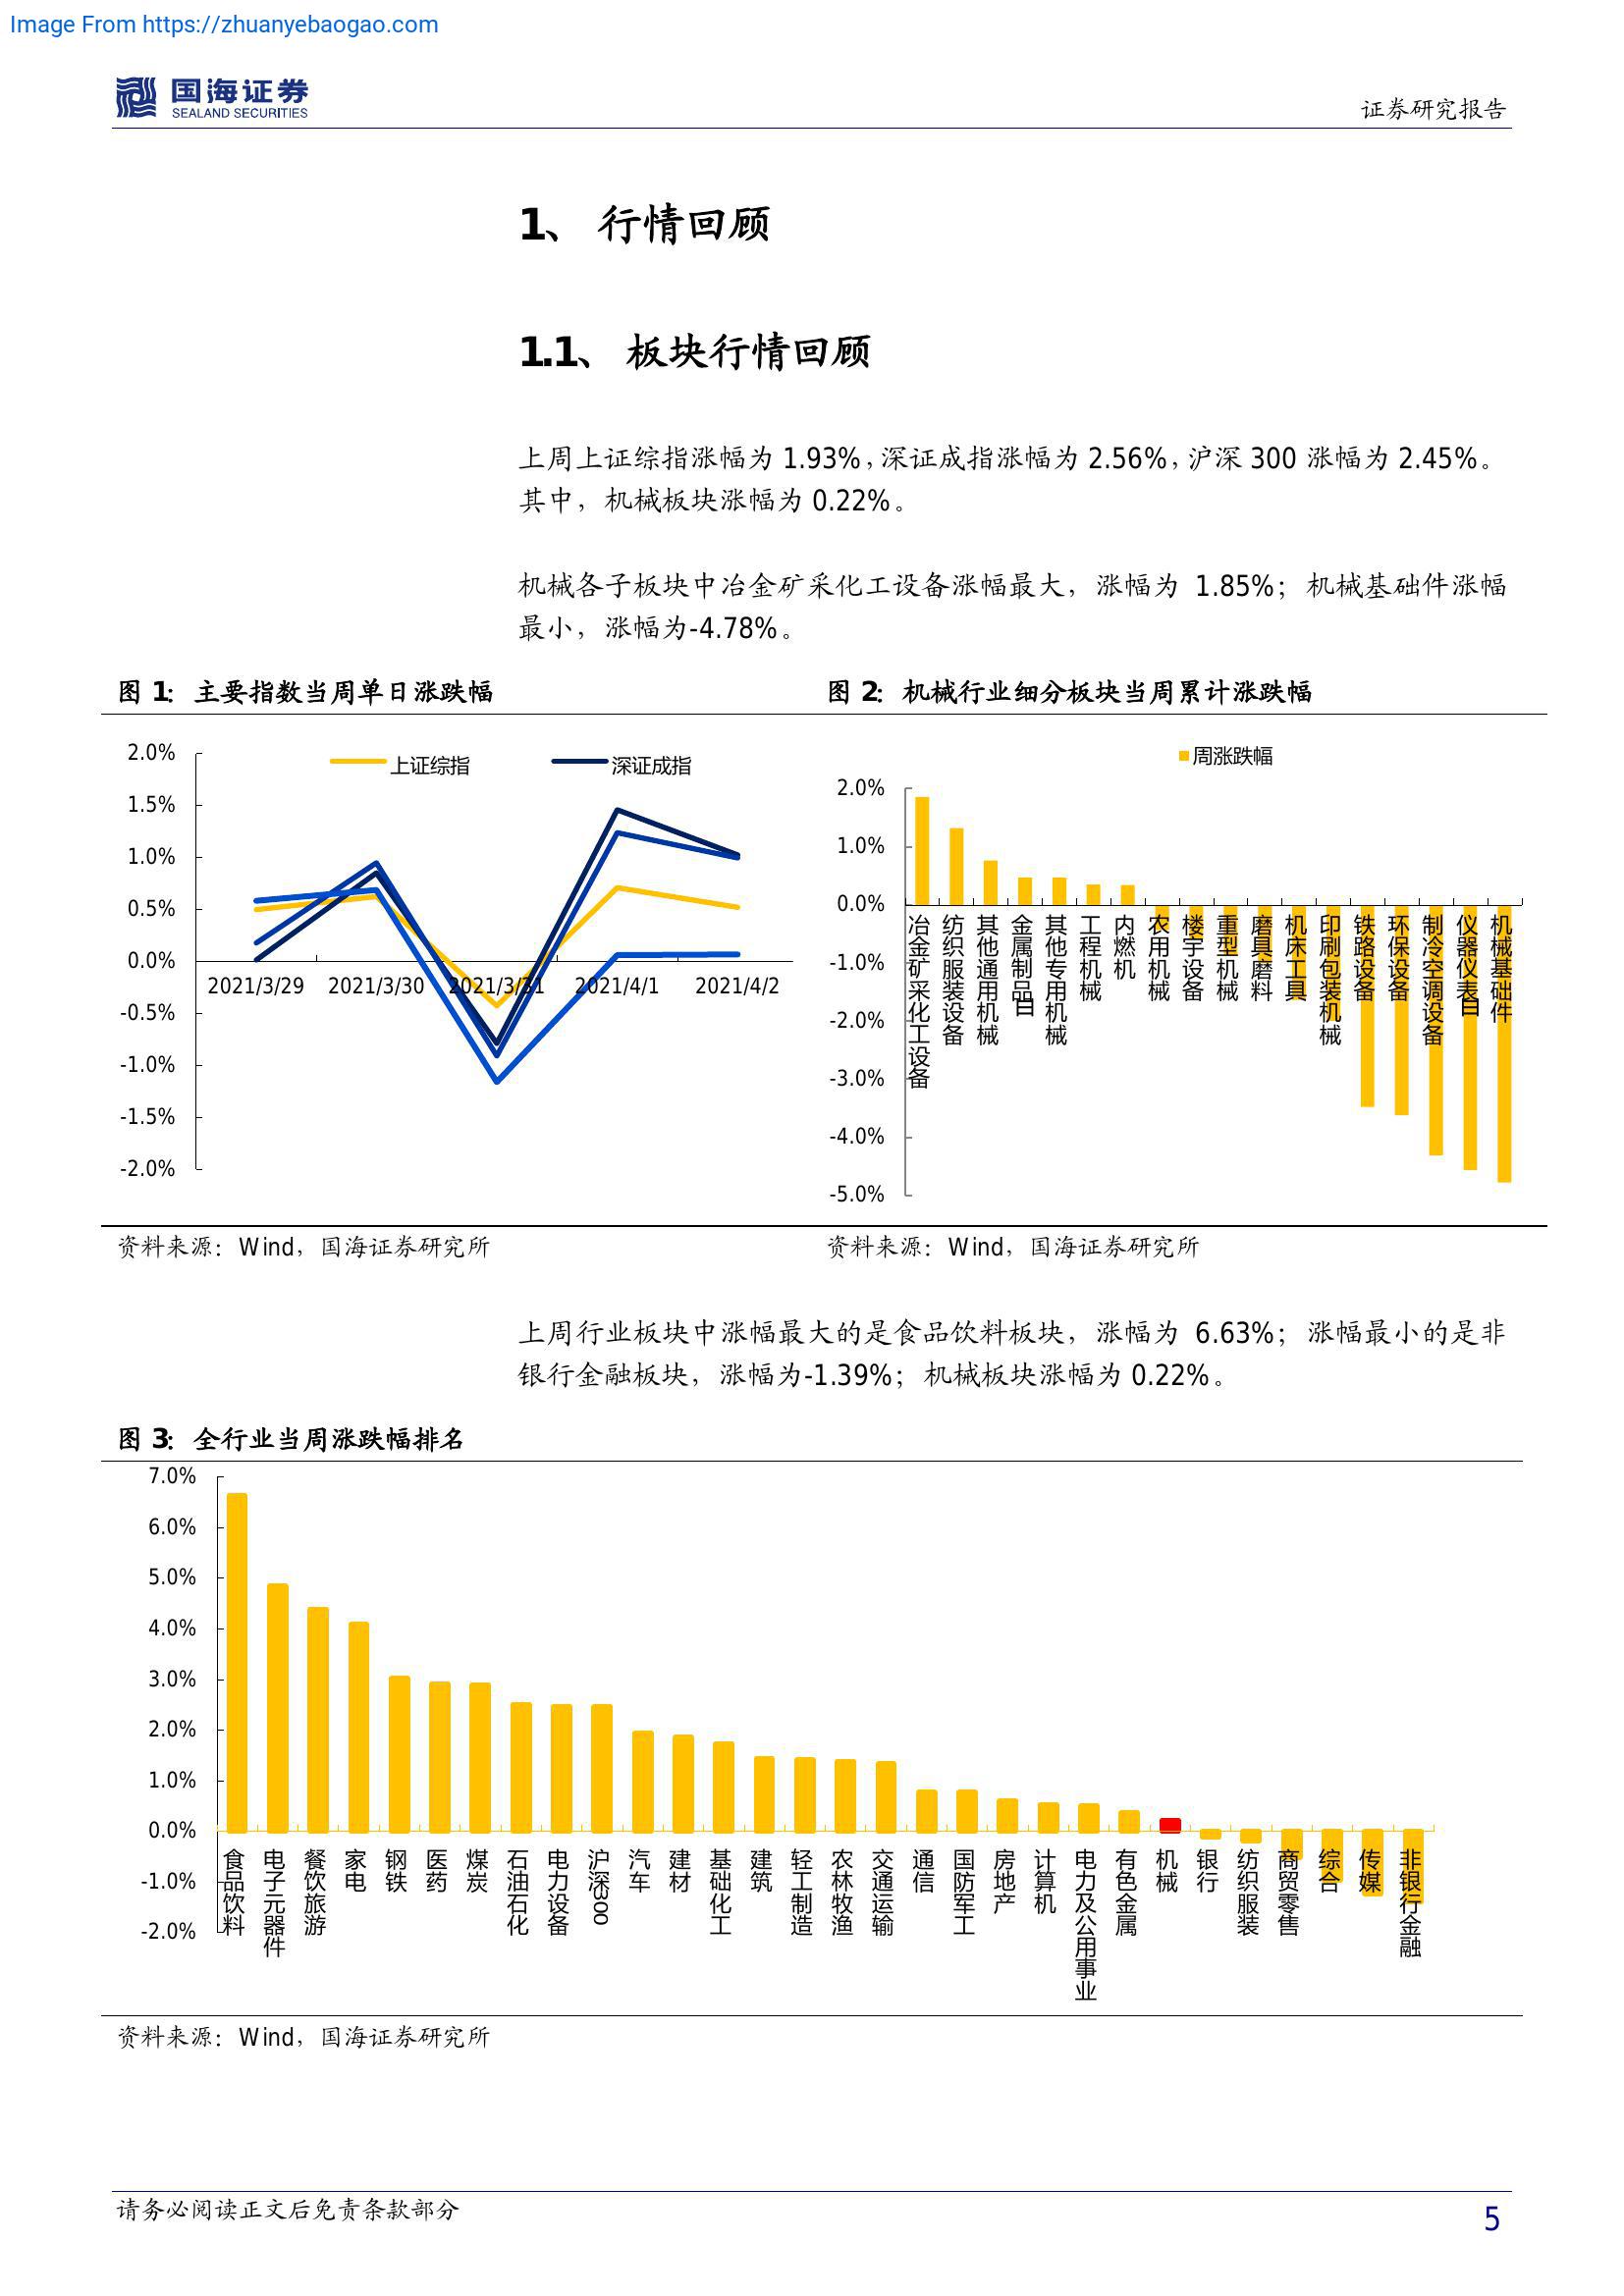 Image From https://zhuanyebaogao.com
国海证券
SEALAND SECURITIES
证券研究报告
1、 行情回顾
1.1、 板块行情回顾
上周上证综指涨幅为 1.93%，深证成指涨幅为 2.56%，沪深 300 涨幅为 2.45%。
其中，机械板块涨幅为 0.22%。
机械各子板块中冶金矿采化工设备涨幅最大，涨幅为 1.85%；机械基础件涨幅
最小，涨幅为-4.78%。
图 1：主要指数当周单日涨跌幅
上证综指
深证成指
2.0%
1.5%
1.0%
0.5%
0.0%
-0.5%
-1.0%
-1.5%
-2.0%
2021/3/29
2021/3/30
2021/3/31
2021/4/1
2021/4/2
资料来源：Wind，国海证券研究所
图 2：机械行业细分板块当周累计涨跌幅
周涨跌幅
2.0%
1.0%
0.0%
-1.0%
-2.0%
-3.0%
-4.0%
-5.0%
冶金矿采化工设备
纺织服装设备
其他通用机械
金属制品Ⅲ
其他专用机械
工程机械
内燃机
农用机械
楼宇设备
重型机械
磨具磨料
机床工具
印刷包装机械
铁路设备
环保设备
制冷空调设备
仪器仪表Ⅲ
机械基础件
资料来源：Wind，国海证券研究所
上周行业板块中涨幅最大的是食品饮料板块，涨幅为 6.63%；涨幅最小的是非
银行金融板块，涨幅为-1.39%；机械板块涨幅为 0.22%。
图 3：全行业当周涨跌幅排名
7.0%
6.0%
5.0%
4.0%
3.0%
2.0%
1.0%
0.0%
-1.0%
-2.0%
食品饮料
电子元器件
餐饮旅游
家电
钢铁
医药
煤炭
石油石化
电力设备
沪深300
汽车
建材
基础化工
建筑
轻工制造
农林牧渔
交通运输
通信
国防军工
房地产
计算机
电力及公用事业
有色金属
机械
银行
纺织服装
商贸零售
综合
传媒
非银行金融
资料来源：Wind，国海证券研究所
请务必阅读正文后免责条款部分
5